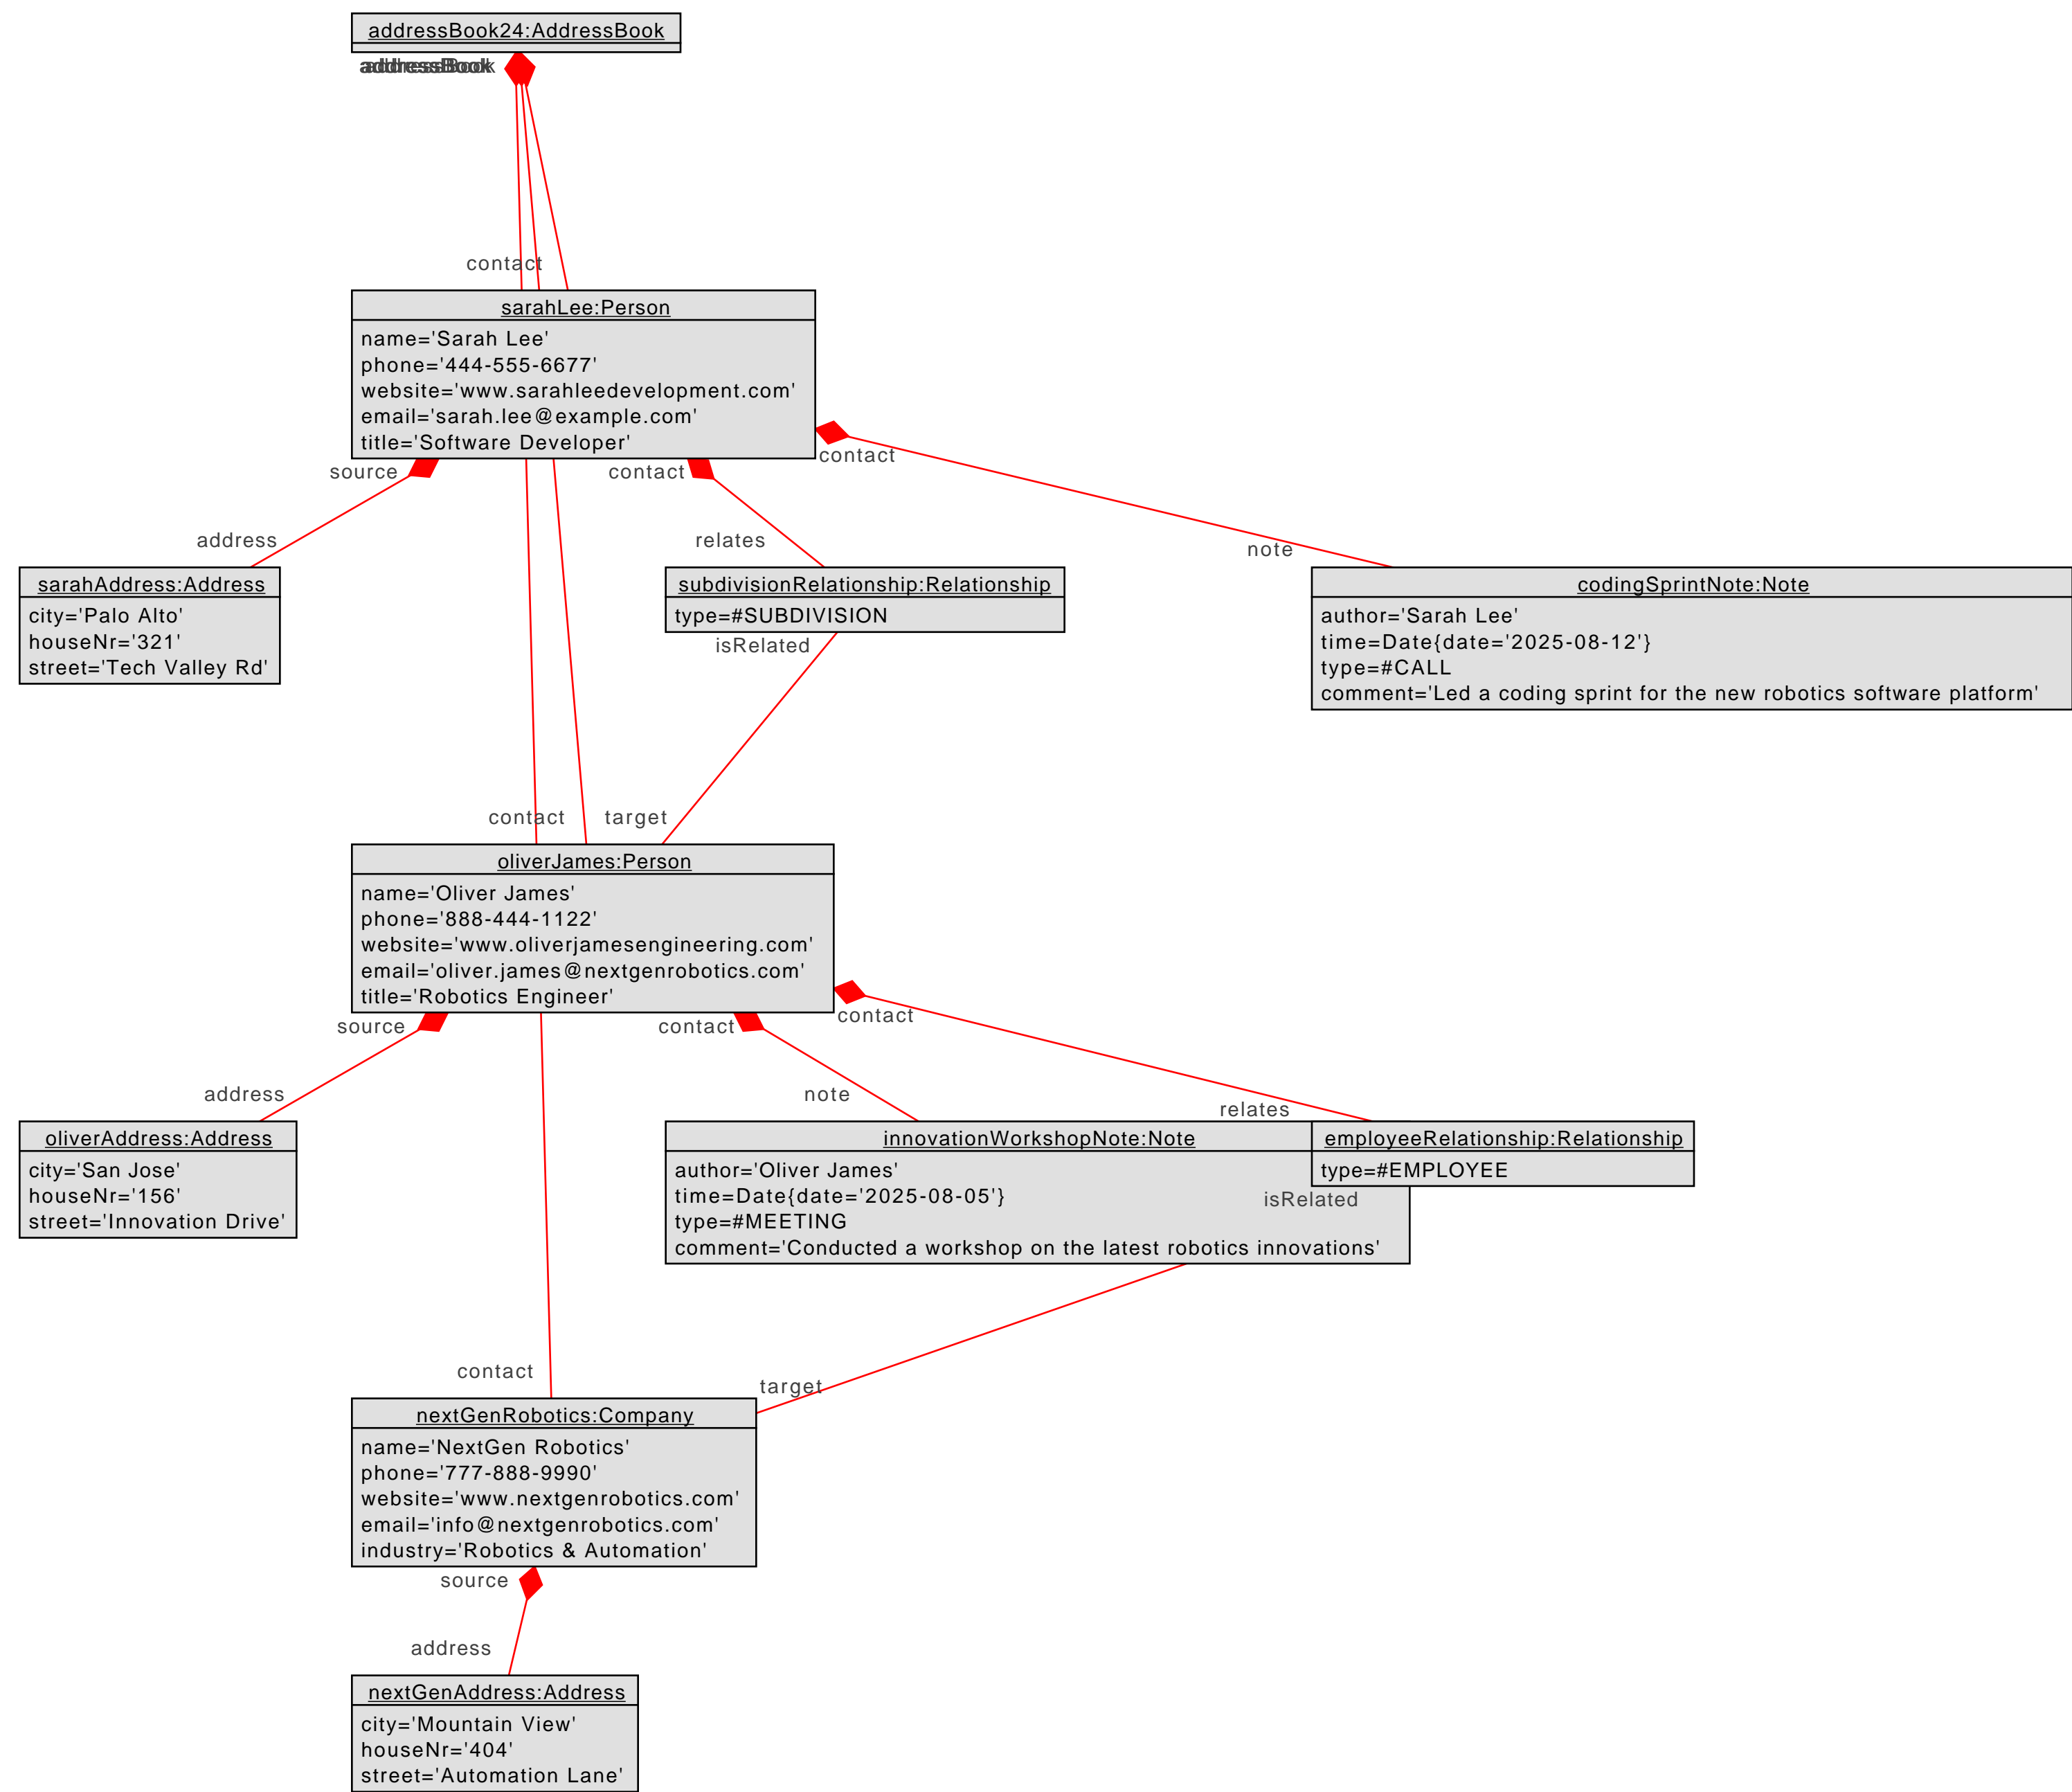 addressBook24:AddressBook
addressBook
contact
sarahLee:Person
name='Sarah Lee'
phone='444-555-6677'
website='www.sarahleedevelopment.com'
email='sarah.lee@example.com'
title='Software Developer'
source
contact
contact
address
relates
note
sarahAddress:Address
city='Palo Alto'
houseNr='321'
street='Tech Valley Rd'
subdivisionRelationship:Relationship
type=#SUBDIVISION
isRelated
codingSprintNote:Note
author='Sarah Lee'
time=Date{date='2025-08-12'}
type=#CALL
comment='Led a coding sprint for the new robotics software platform'
contact
target
oliverJames:Person
name='Oliver James'
phone='888-444-1122'
website='www.oliverjamesengineering.com'
email='oliver.james@nextgenrobotics.com'
title='Robotics Engineer'
source
contact
contact
address
note
relates
oliverAddress:Address
city='San Jose'
houseNr='156'
street='Innovation Drive'
innovationWorkshopNote:Note
author='Oliver James'
time=Date{date='2025-08-05'}
type=#MEETING
comment='Conducted a workshop on the latest robotics innovations'
employeeRelationship:Relationship
type=#EMPLOYEE
isRelated
contact
target
nextGenRobotics:Company
name='NextGen Robotics'
phone='777-888-9990'
website='www.nextgenrobotics.com'
email='info@nextgenrobotics.com'
industry='Robotics & Automation'
source
address
nextGenAddress:Address
city='Mountain View'
houseNr='404'
street='Automation Lane'